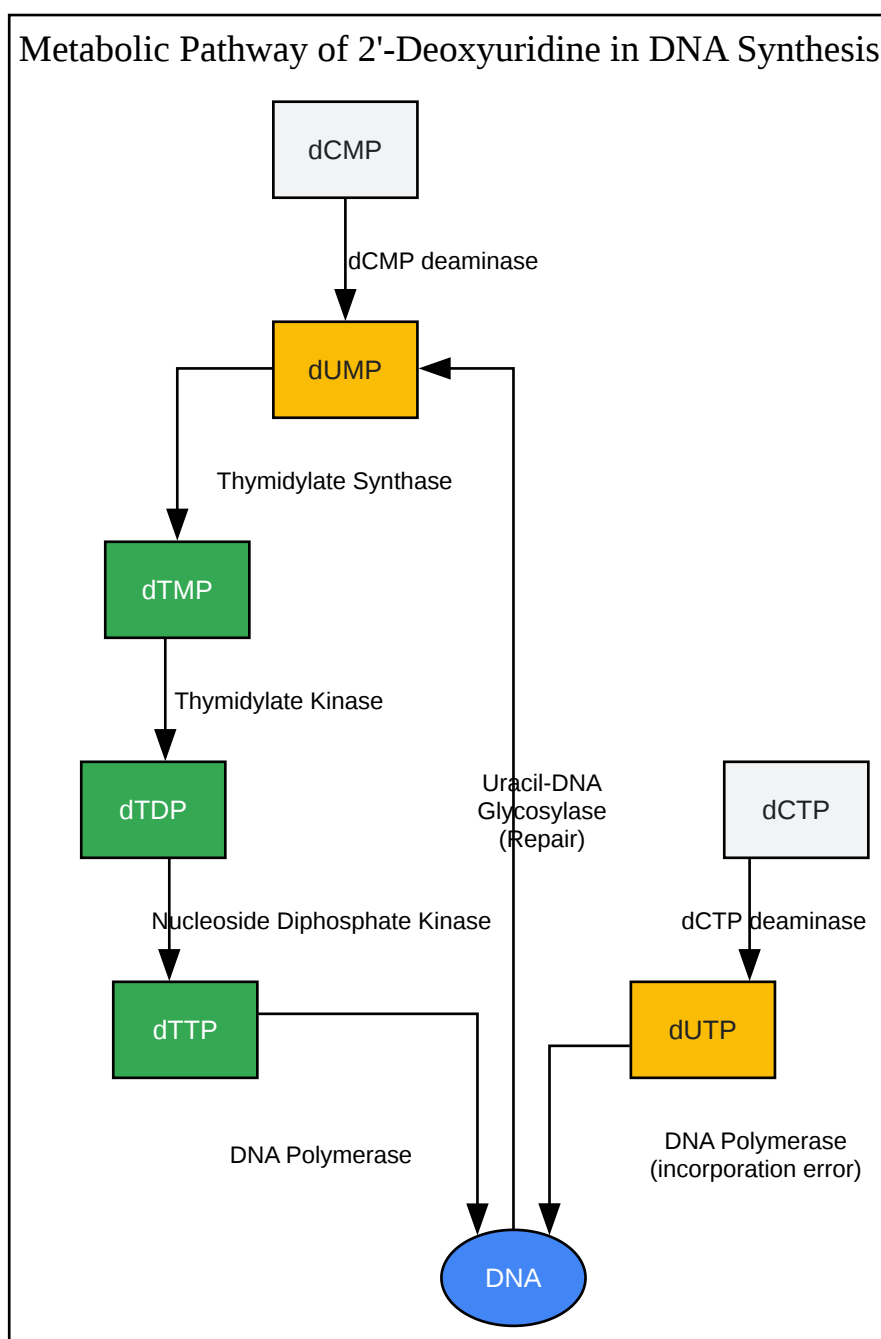 Metabolic Pathway of 2'-Deoxyuridine in DNA Synthesis
dCMP
dCMP deaminase
dUMP
Thymidylate Synthase
dTMP
Thymidylate Kinase
dTDP
Uracil-DNA
Glycosylase
(Repair)
dCTP
Nucleoside Diphosphate Kinase
dCTP deaminase
dTTP
dUTP
DNA Polymerase
DNA Polymerase
(incorporation error)
DNA